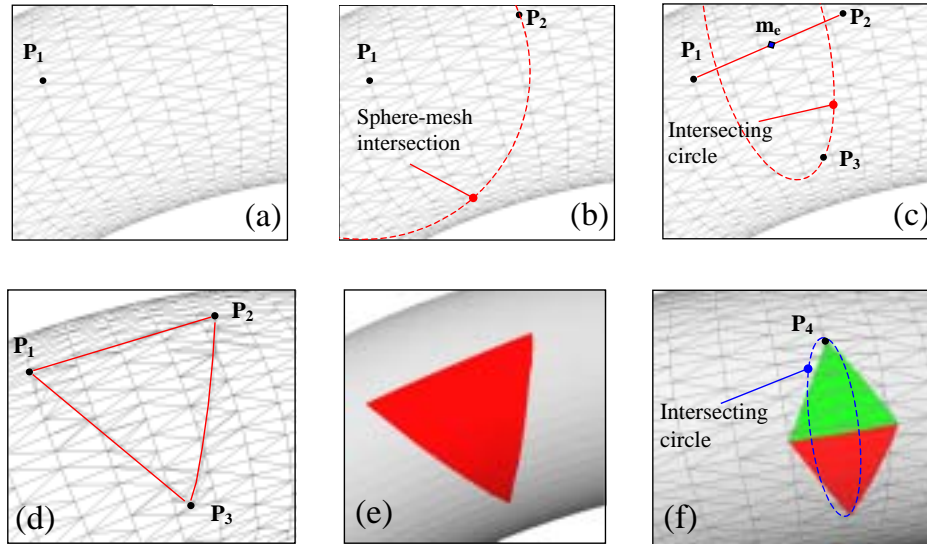 P1
(a)
P2
P1
Sphere-mesh
intersection
(b)
me
P2
P1
Intersecting
circle
P3
(c)
P2
P1
P3
(d)
(e)
P4
Intersecting
circle
(f)